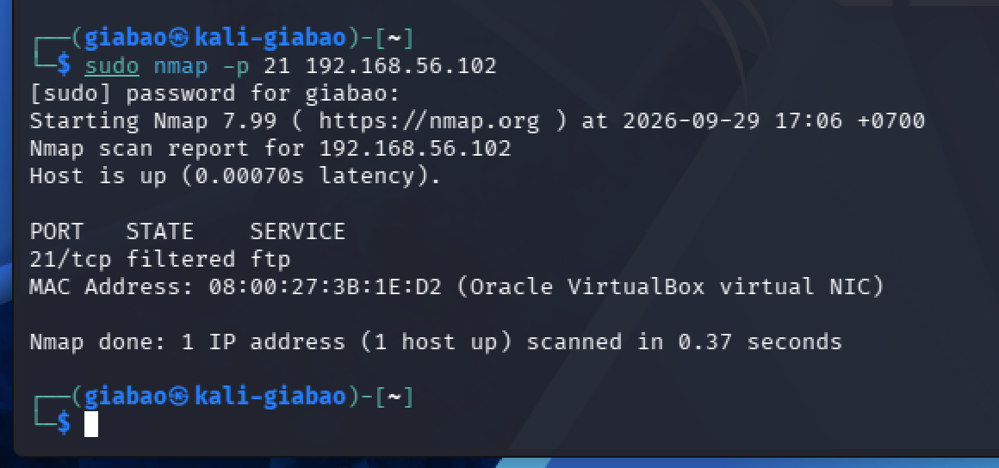 ┌──(giabao㉿kali-giabao)-[~]
└─$ sudo nmap -p 21 192.168.56.102
[sudo] password for giabao:
Starting Nmap 7.99 ( https://nmap.org ) at 2026-09-29 17:06 +0700
Nmap scan report for 192.168.56.102
Host is up (0.00070s latency).
PORT   STATE    SERVICE
21/tcp filtered ftp
MAC Address: 08:00:27:3B:1E:D2 (Oracle VirtualBox virtual NIC)
Nmap done: 1 IP address (1 host up) scanned in 0.37 seconds
┌──(giabao㉿kali-giabao)-[~]
└─$